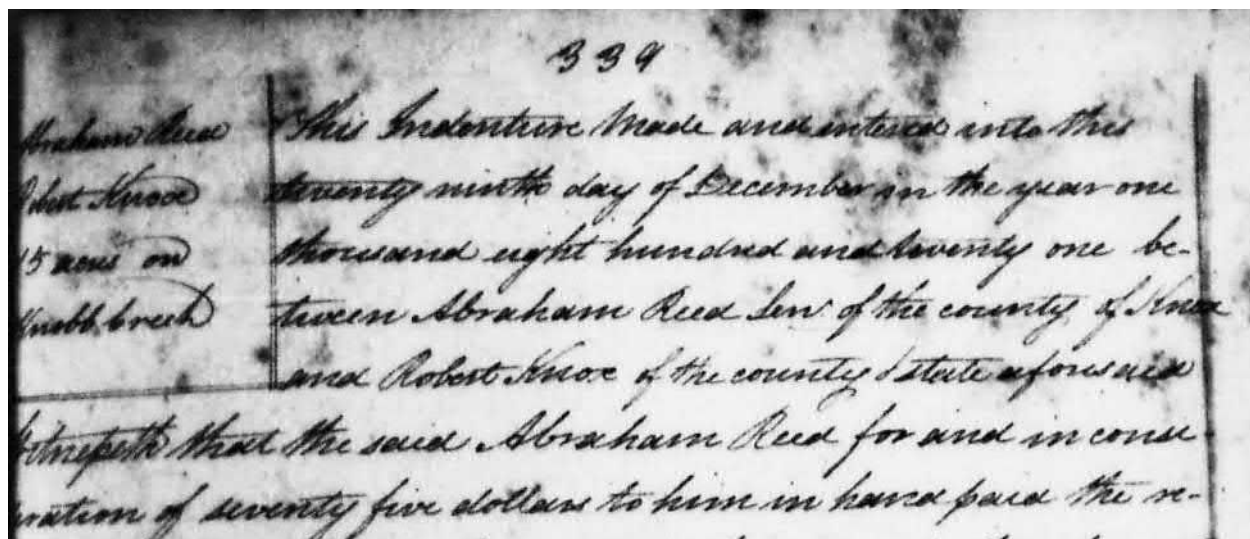 339
Abraham Reed
Robert Knox
15 acres on
Knobb creek
This Indenture Made and entered into this
twenty ninth day of December in the year one
thousand eight hundred and twenty one be-
tween Abraham Reed Senr of the county of Knox
and Robert Knox of the county & state aforesaid
Witnesseth that the said Abraham Reed for and in consi-
eration of seventy five dollars to him in hand paid the re-